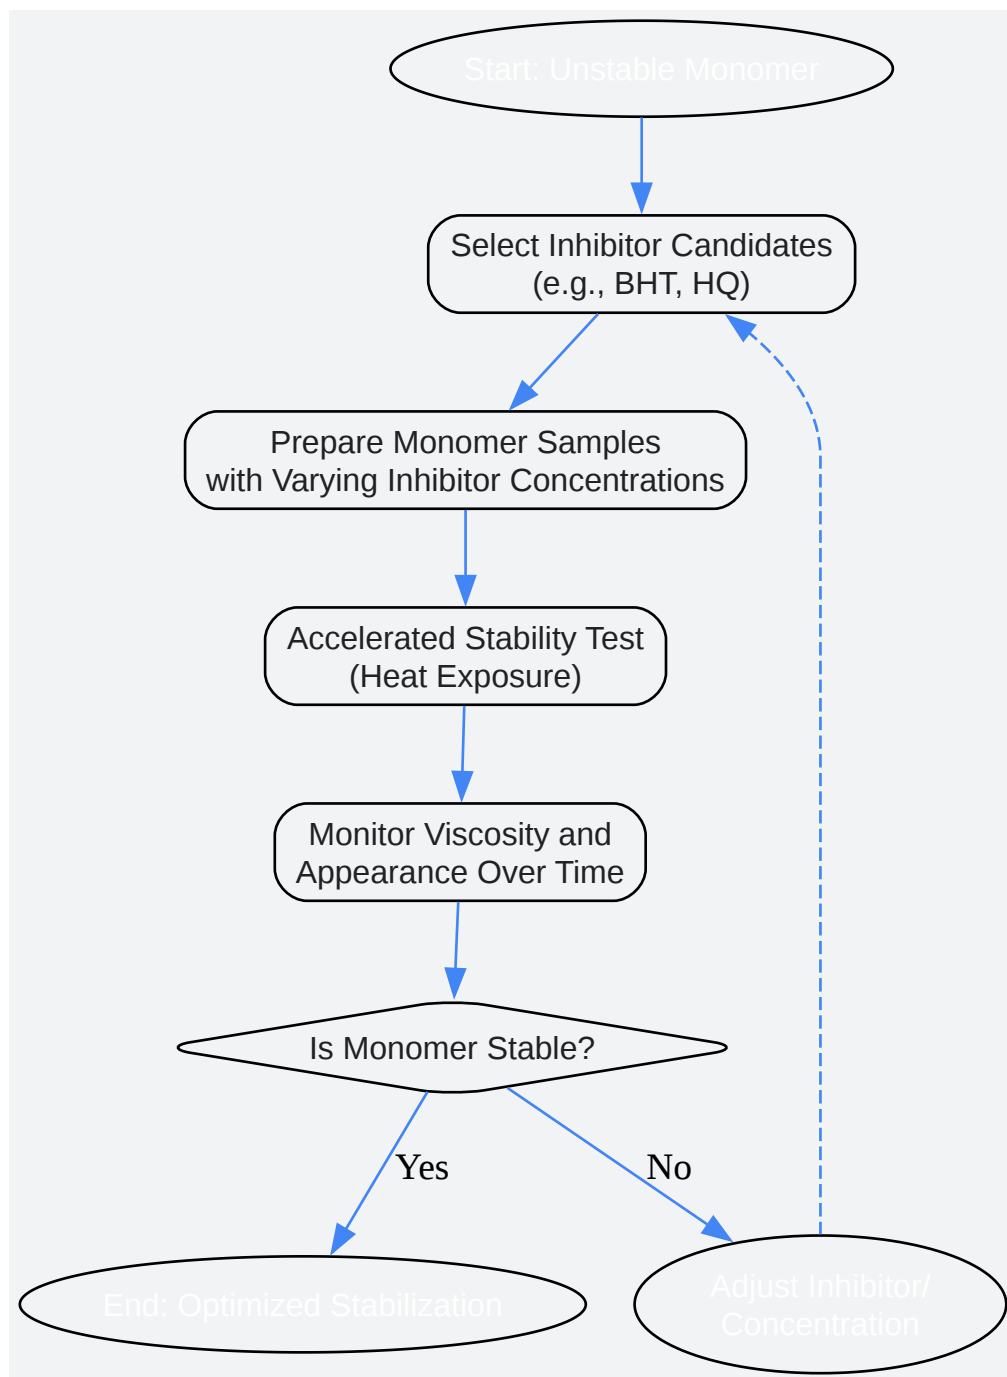 Start: Unstable Monomer
Select Inhibitor Candidates
(e.g., BHT, HQ)
Prepare Monomer Samples
with Varying Inhibitor Concentrations
Accelerated Stability Test
(Heat Exposure)
Monitor Viscosity and
Appearance Over Time
Is Monomer Stable?
Yes
No
End: Optimized Stabilization
Adjust Inhibitor/
Concentration